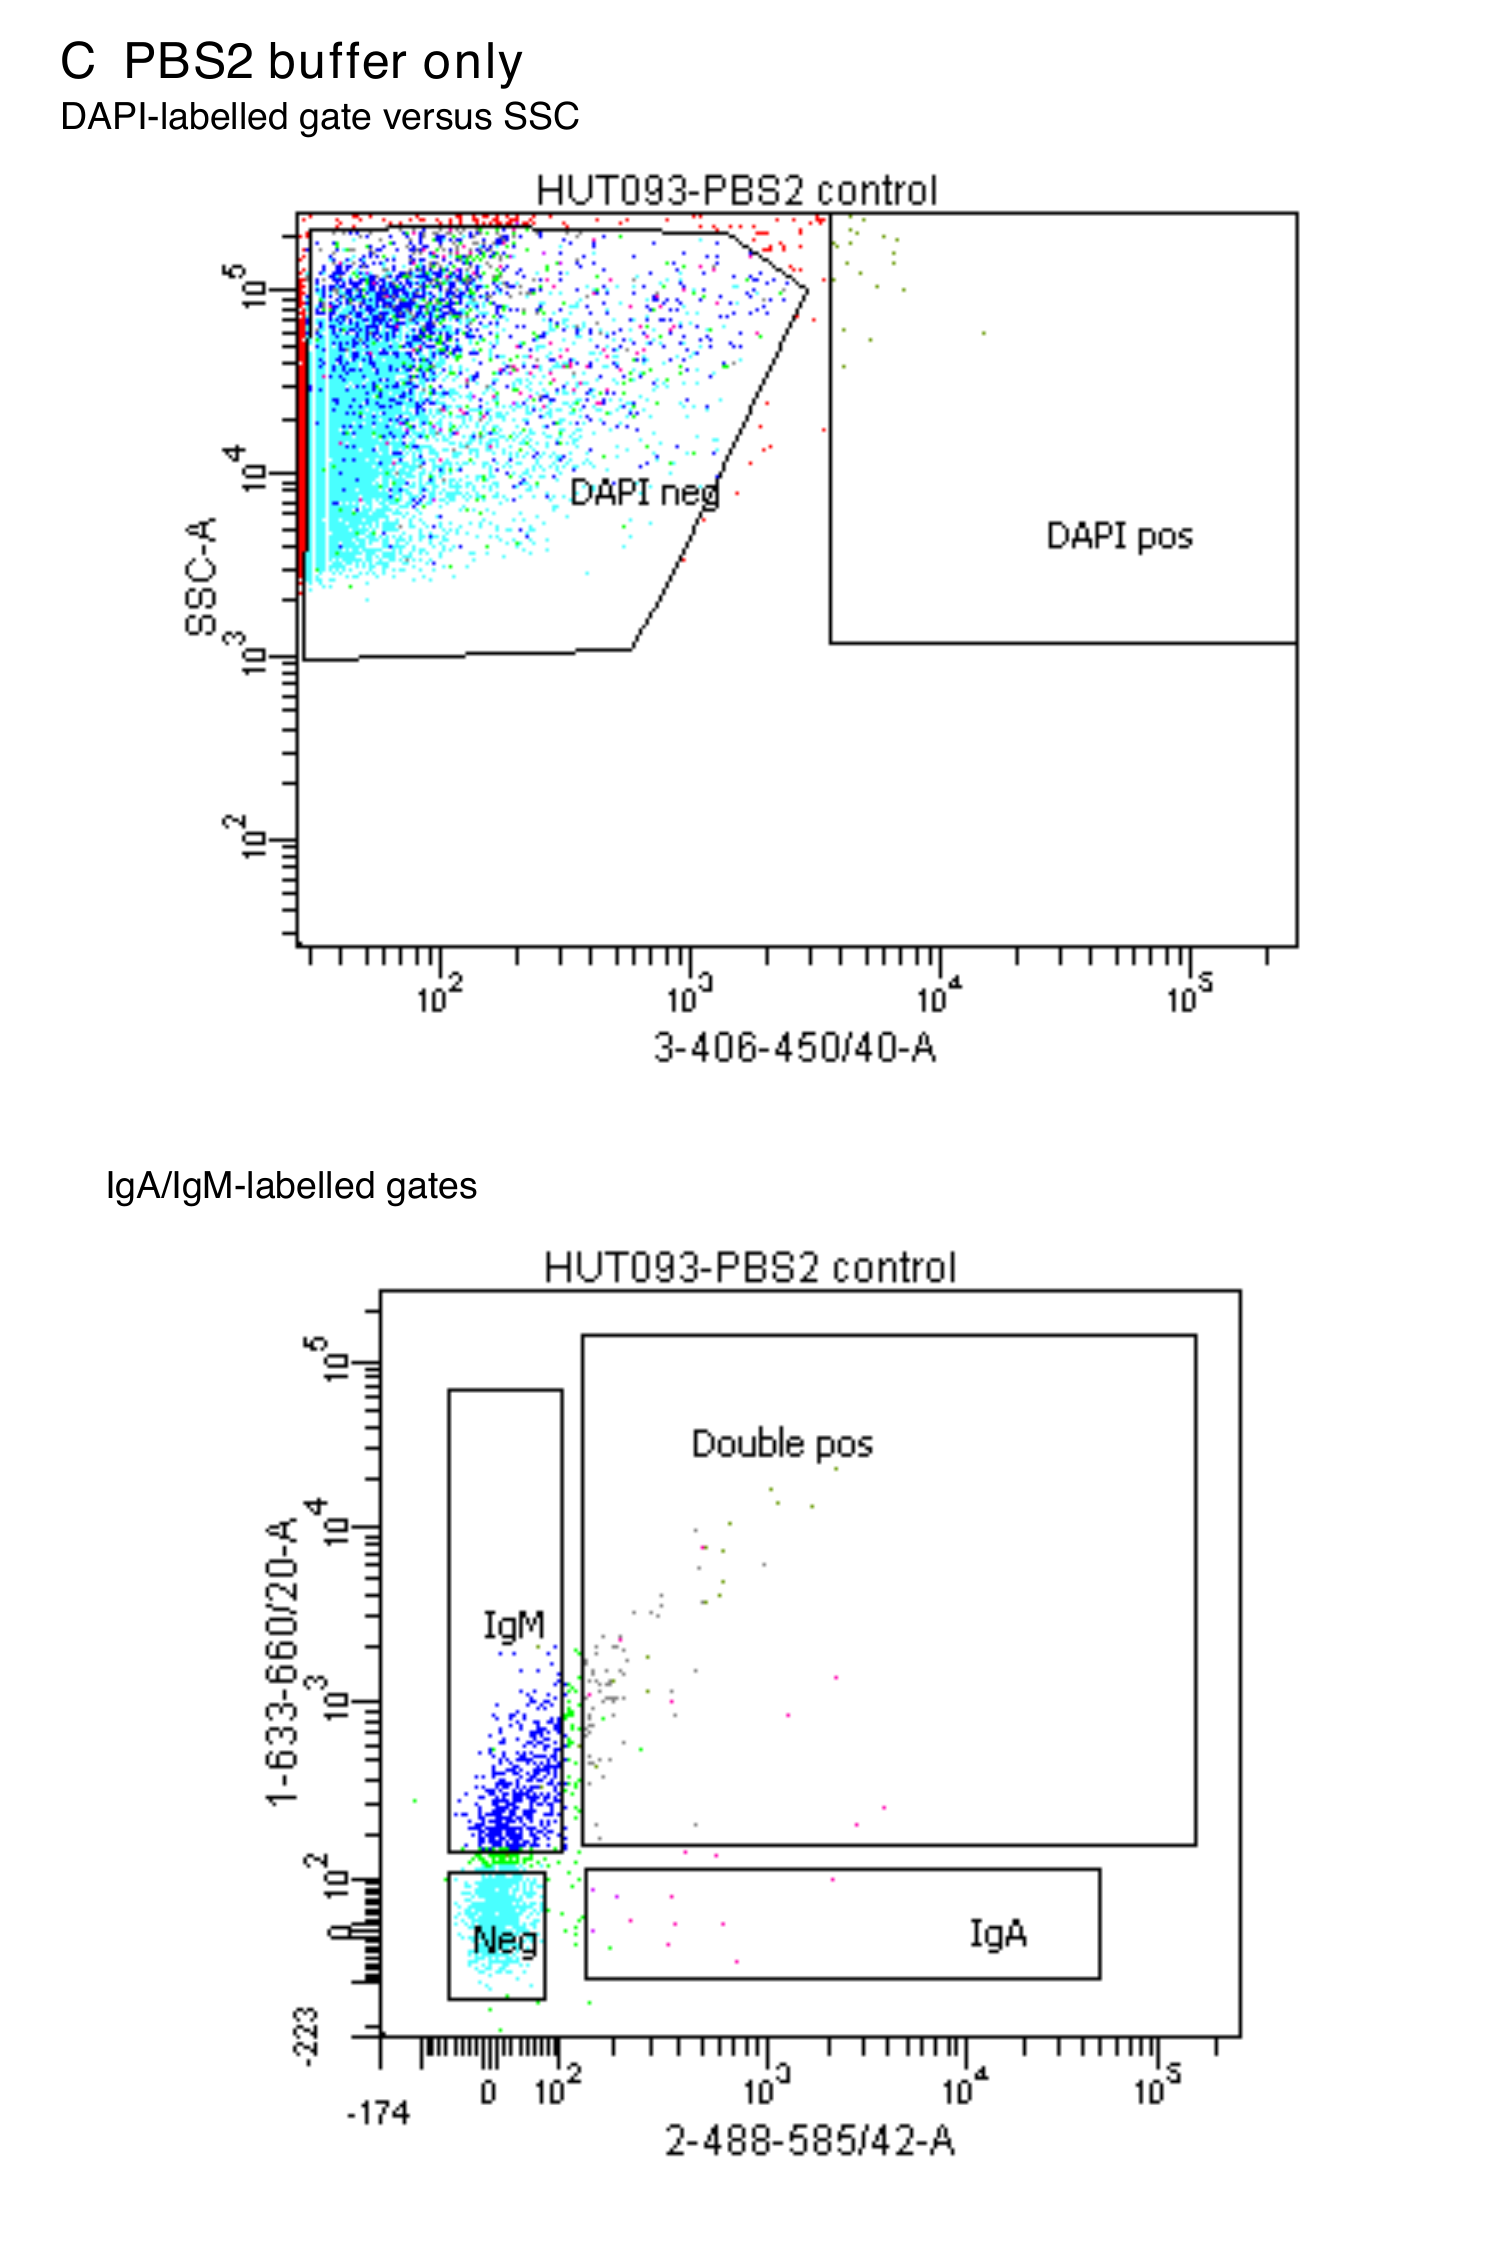 C PBS2 buffer only
DAPI-labelled gate versus SSC
HUT093-PBS2 control
SSC-A
10^5
10^4
10^3
10^2
DAPI neg
DAPI pos
10^2 10^3 10^4 10^5
3-406-450/40-A
IgA/IgM-labelled gates
HUT093-PBS2 control
1-633-660/20-A
10^5
10^4
10^3
10^2
0
-223
Double pos
IgM
Neg
IgA
-174 0 10^2 10^3 10^4 10^5
2-488-585/42-A